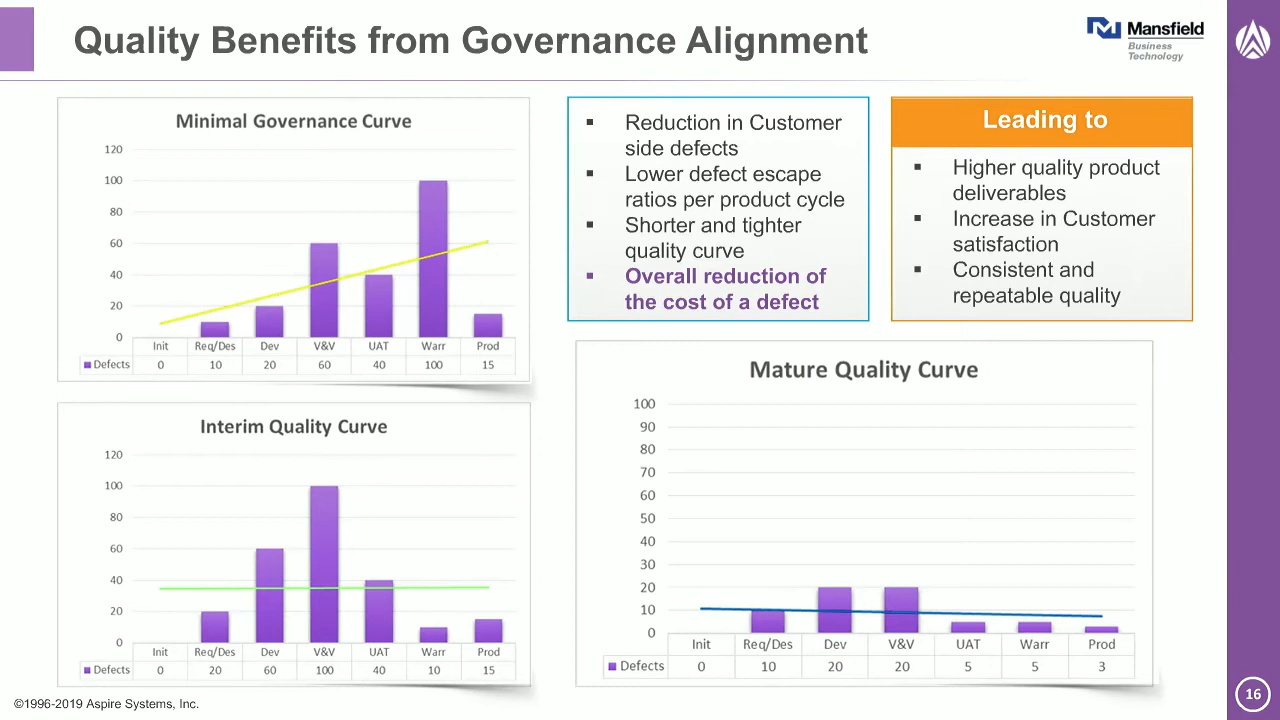 Quality Benefits from Governance Alignment
Mansfield
Business
Technology
Minimal Governance Curve
120
100
80
60
40
20
0
Init Req/Des Dev V&V UAT Warr Prod
Defects 0 10 20 60 40 100 15
Interim Quality Curve
120
100
80
60
40
20
0
Init Req/Des Dev V&V UAT Warr Prod
Defects 0 20 60 100 40 10 15
▪ Reduction in Customer
side defects
▪ Lower defect escape
ratios per product cycle
▪ Shorter and tighter
quality curve
▪ Overall reduction of
the cost of a defect
Leading to
▪ Higher quality product
deliverables
▪ Increase in Customer
satisfaction
▪ Consistent and
repeatable quality
Mature Quality Curve
100
90
80
70
60
50
40
30
20
10
0
Init Req/Des Dev V&V UAT Warr Prod
Defects 0 10 20 20 5 5 3
©1996-2019 Aspire Systems, Inc.
16